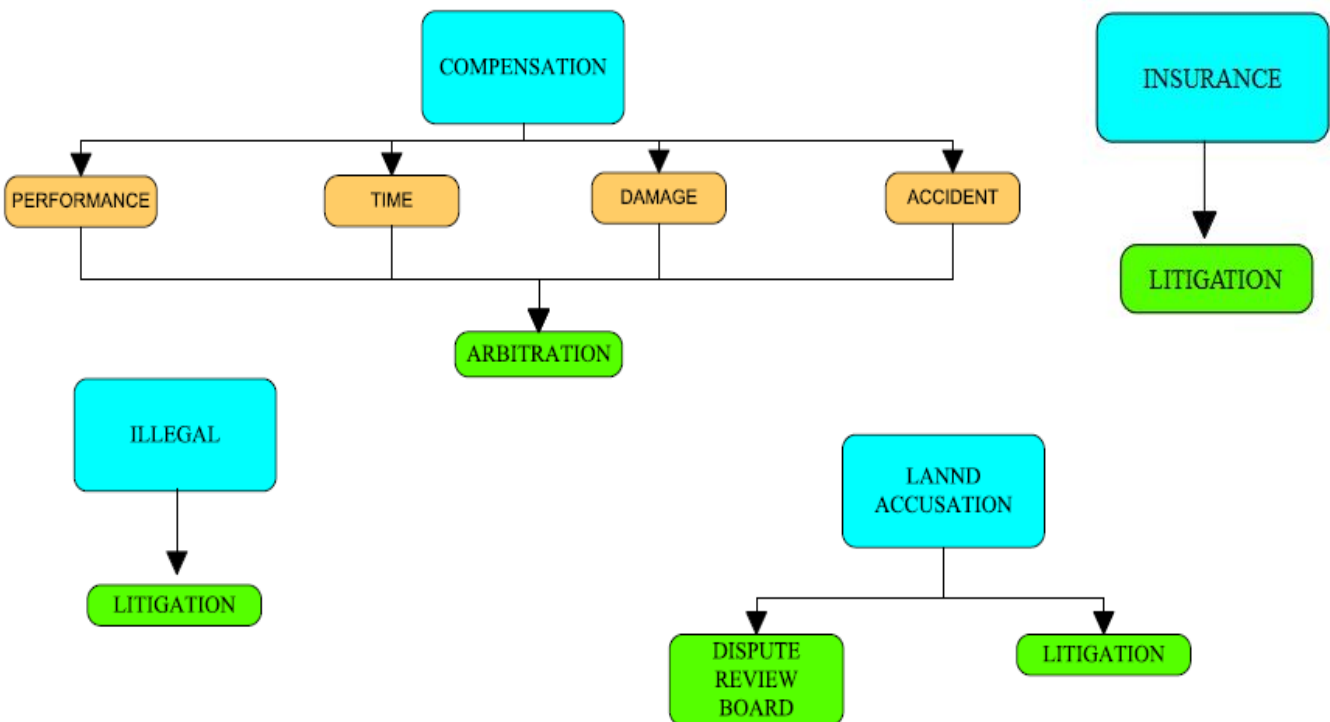 COMPENSATION
INSURANCE
PERFORMANCE
TIME
DAMAGE
ACCIDENT
LITIGATION
ARBITRATION
ILLEGAL
LANND
ACCUSATION
LITIGATION
DISPUTE
REVIEW
BOARD
LITIGATION